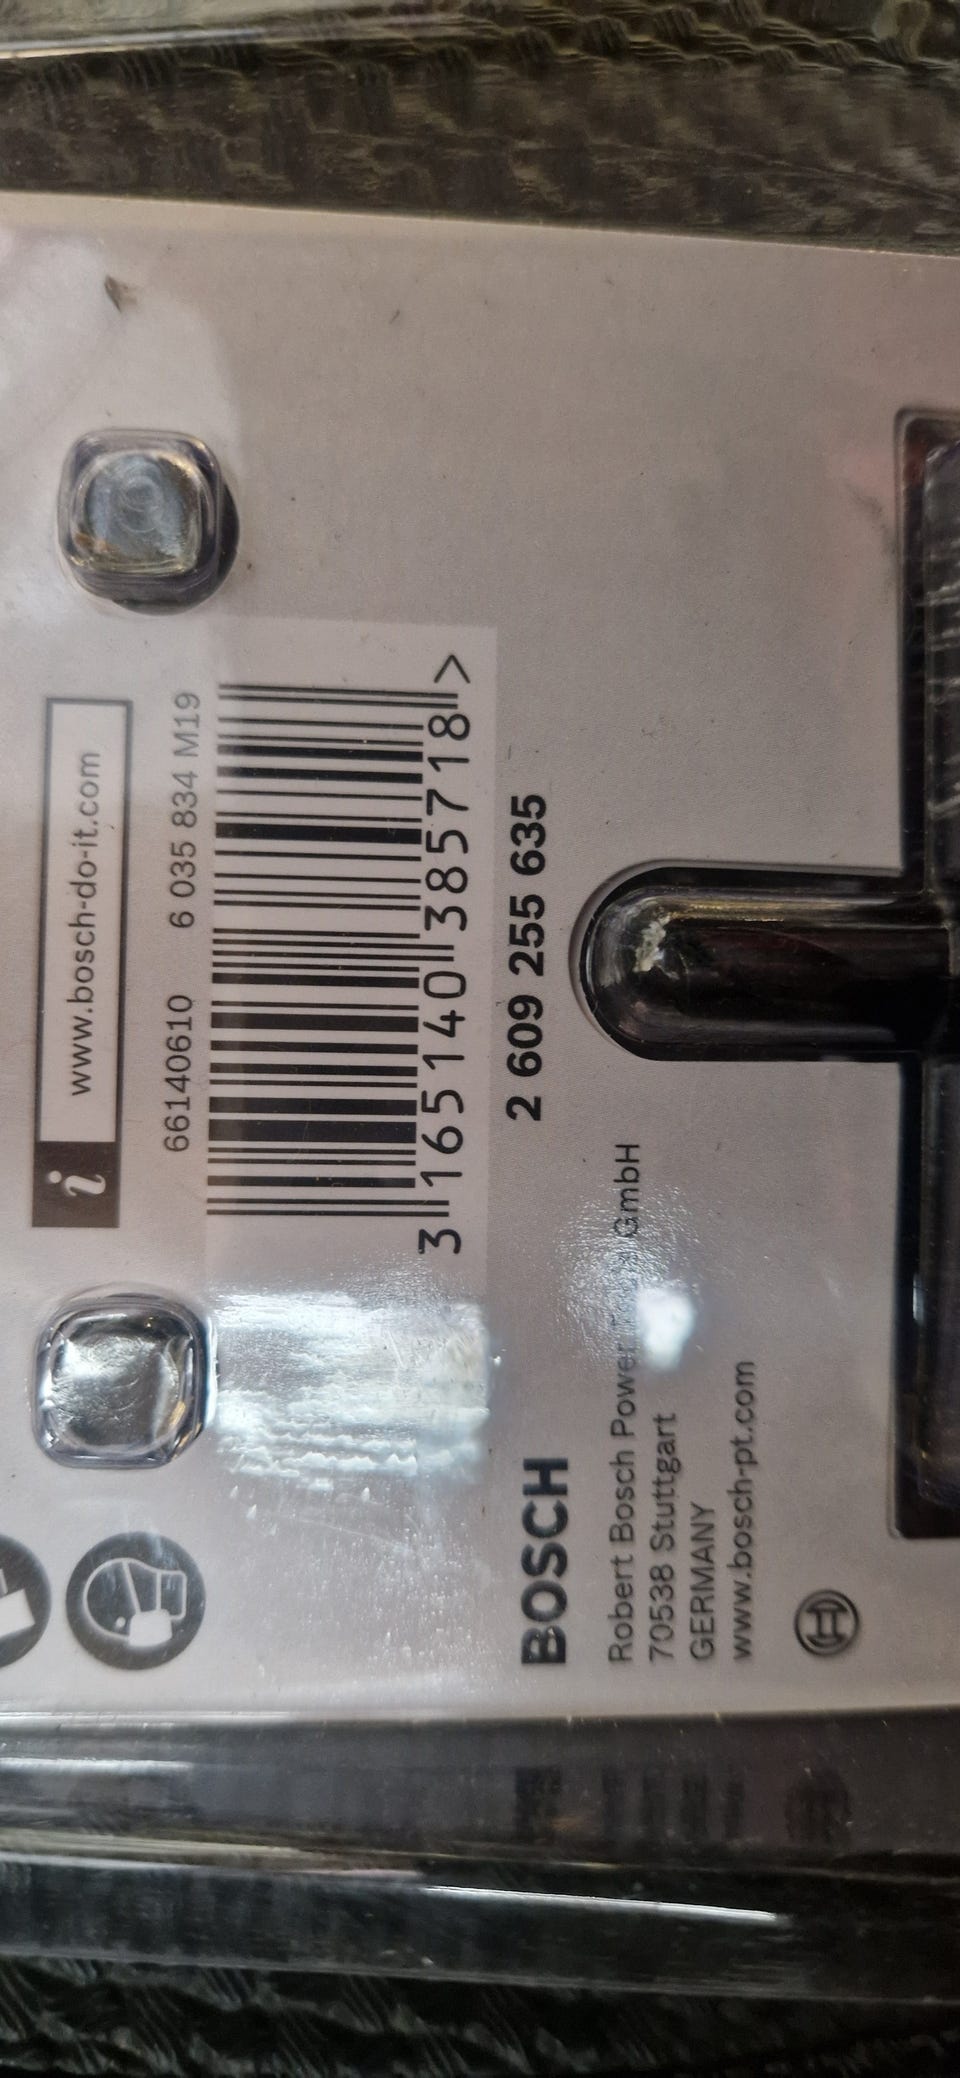 i www.bosch-do-it.com
66140610 6 035 834 M19
3 165140 385718 >
2 609 255 635
BOSCH
Robert Bosch Power GmbH
70538 Stuttgart
GERMANY
www.bosch-pt.com